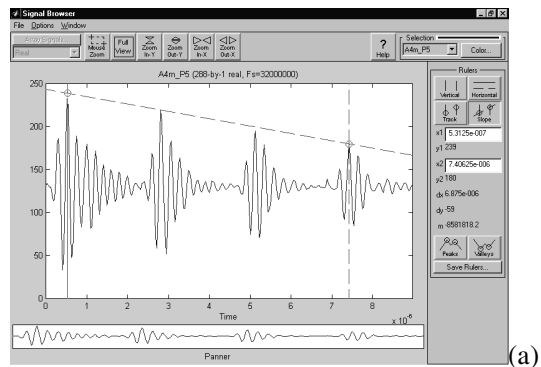 Signal Browser
File Options Window
Array Signals...
Real
Mouse Zoom
Full View
Zoom In-Y
Zoom Out-Y
Zoom In-X
Zoom Out-X
?
Help
Selection
A4m_P5
Color...
A4m_P5 (288-by-1 real, Fs=32000000)
250
200
150
100
50
0
0 1 2 3 4 5 6 7 8
Time
x 10^-6
Panner
Rulers
Vertical
Horizontal
Track
Slope
x1 5.3125e-007
y1 239
x2 7.40625e-006
y2 180
dx 6.875e-006
dy -59
m -8581818.2
Peaks
Valleys
Save Rulers...
(a)